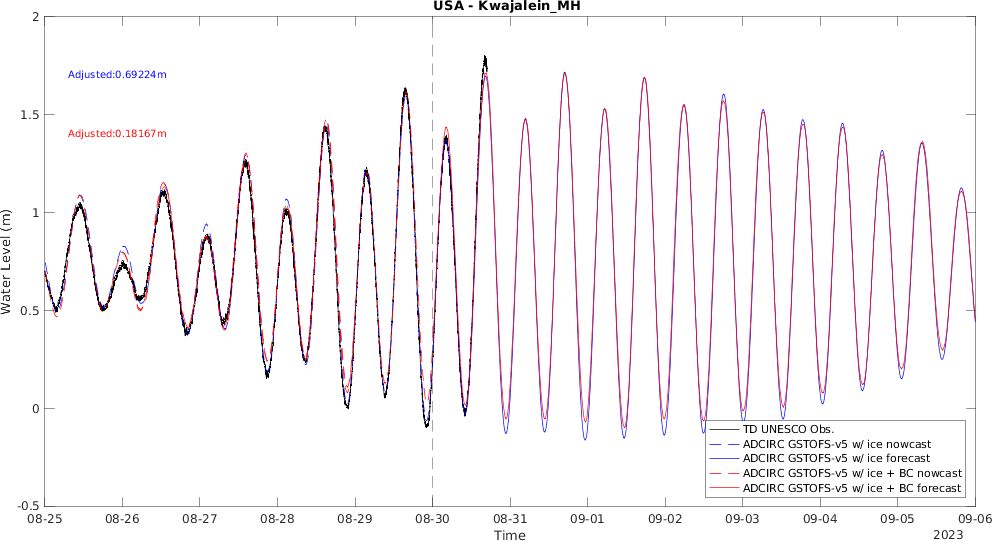 USA - Kwajalein_MH
Adjusted:0.69224m
Adjusted:0.18167m
Water Level (m)
2
1.5
1
0.5
0
-0.5
TD UNESCO Obs.
ADCIRC GSTOFS-v5 w/ ice nowcast
ADCIRC GSTOFS-v5 w/ ice forecast
ADCIRC GSTOFS-v5 w/ ice + BC nowcast
ADCIRC GSTOFS-v5 w/ ice + BC forecast
08-25 08-26 08-27 08-28 08-29 08-30 08-31 09-01 09-02 09-03 09-04 09-05 09-06
Time
2023